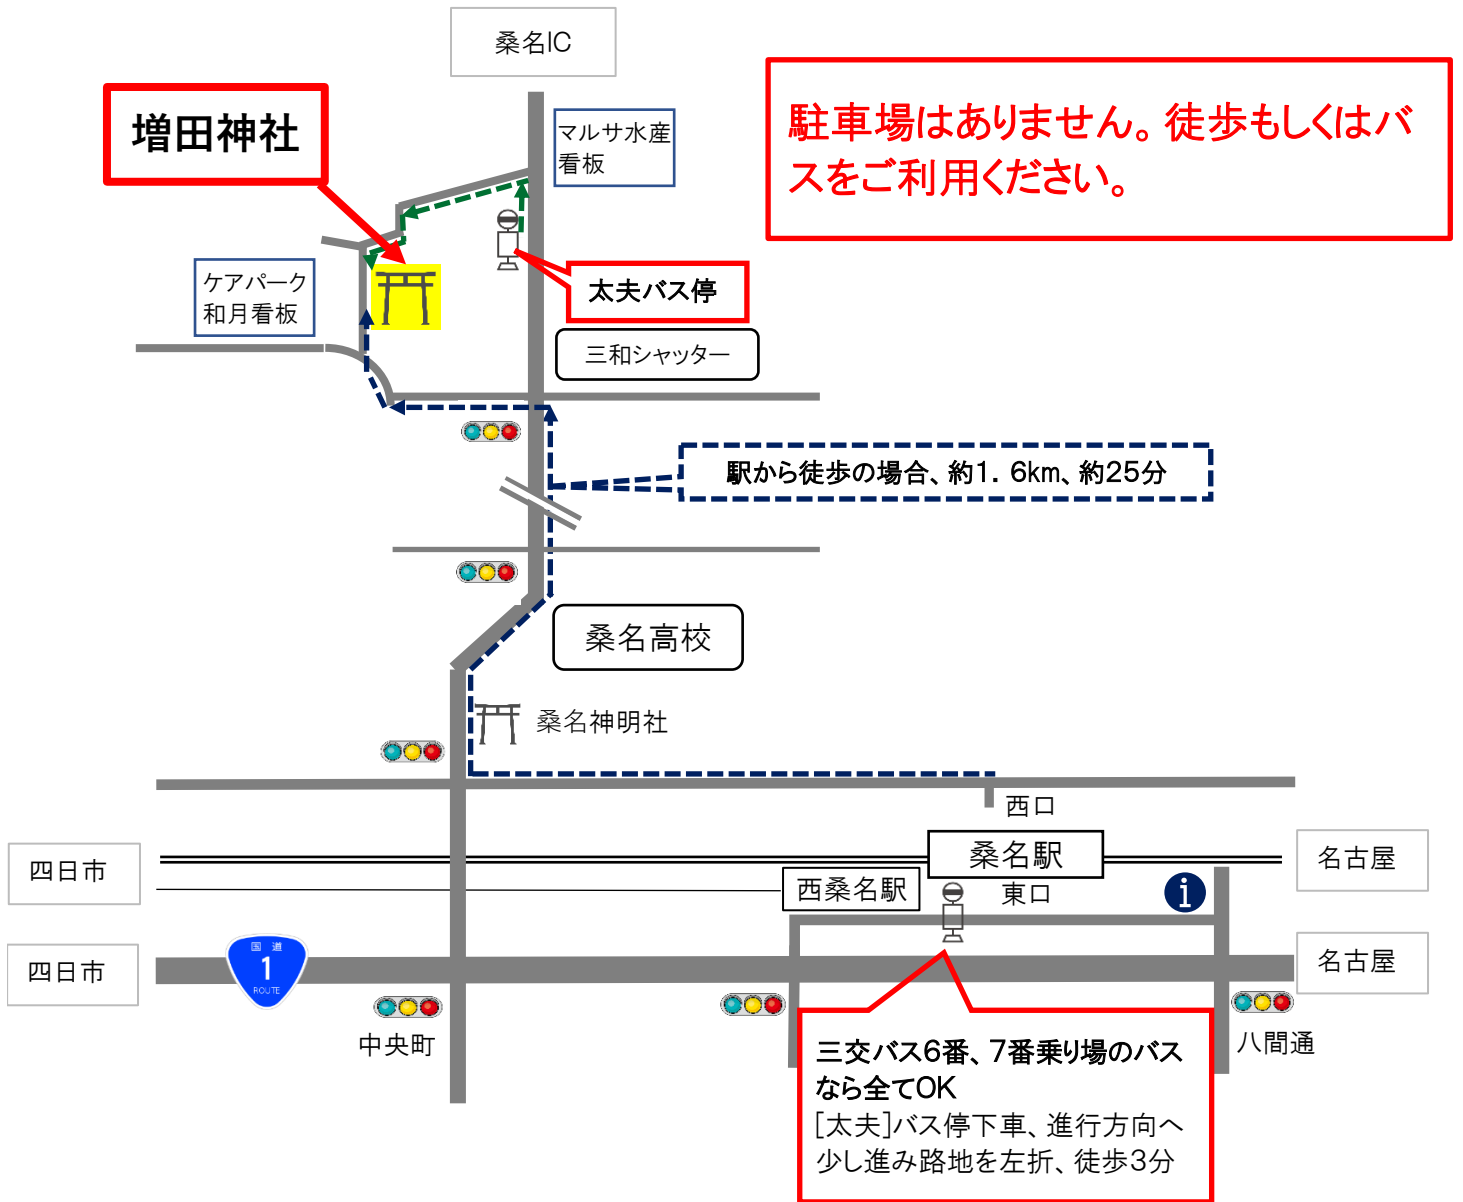 桑名IC
増田神社
マルサ水産
看板
駐車場はありません。徒歩もしくはバ
スをご利用ください。
ケアパーク
和月看板
太夫バス停
三和シャッター
駅から徒歩の場合、約1．6km、約25分
桑名高校
桑名神明社
西口
四日市
桑名駅
名古屋
西桑名駅
東口
i
四日市
国 道
1
ROUTE
名古屋
中央町
八間通
三交バス6番、7番乗り場のバス
なら全てOK
[太夫]バス停下車、進行方向へ
少し進み路地を左折、徒歩3分